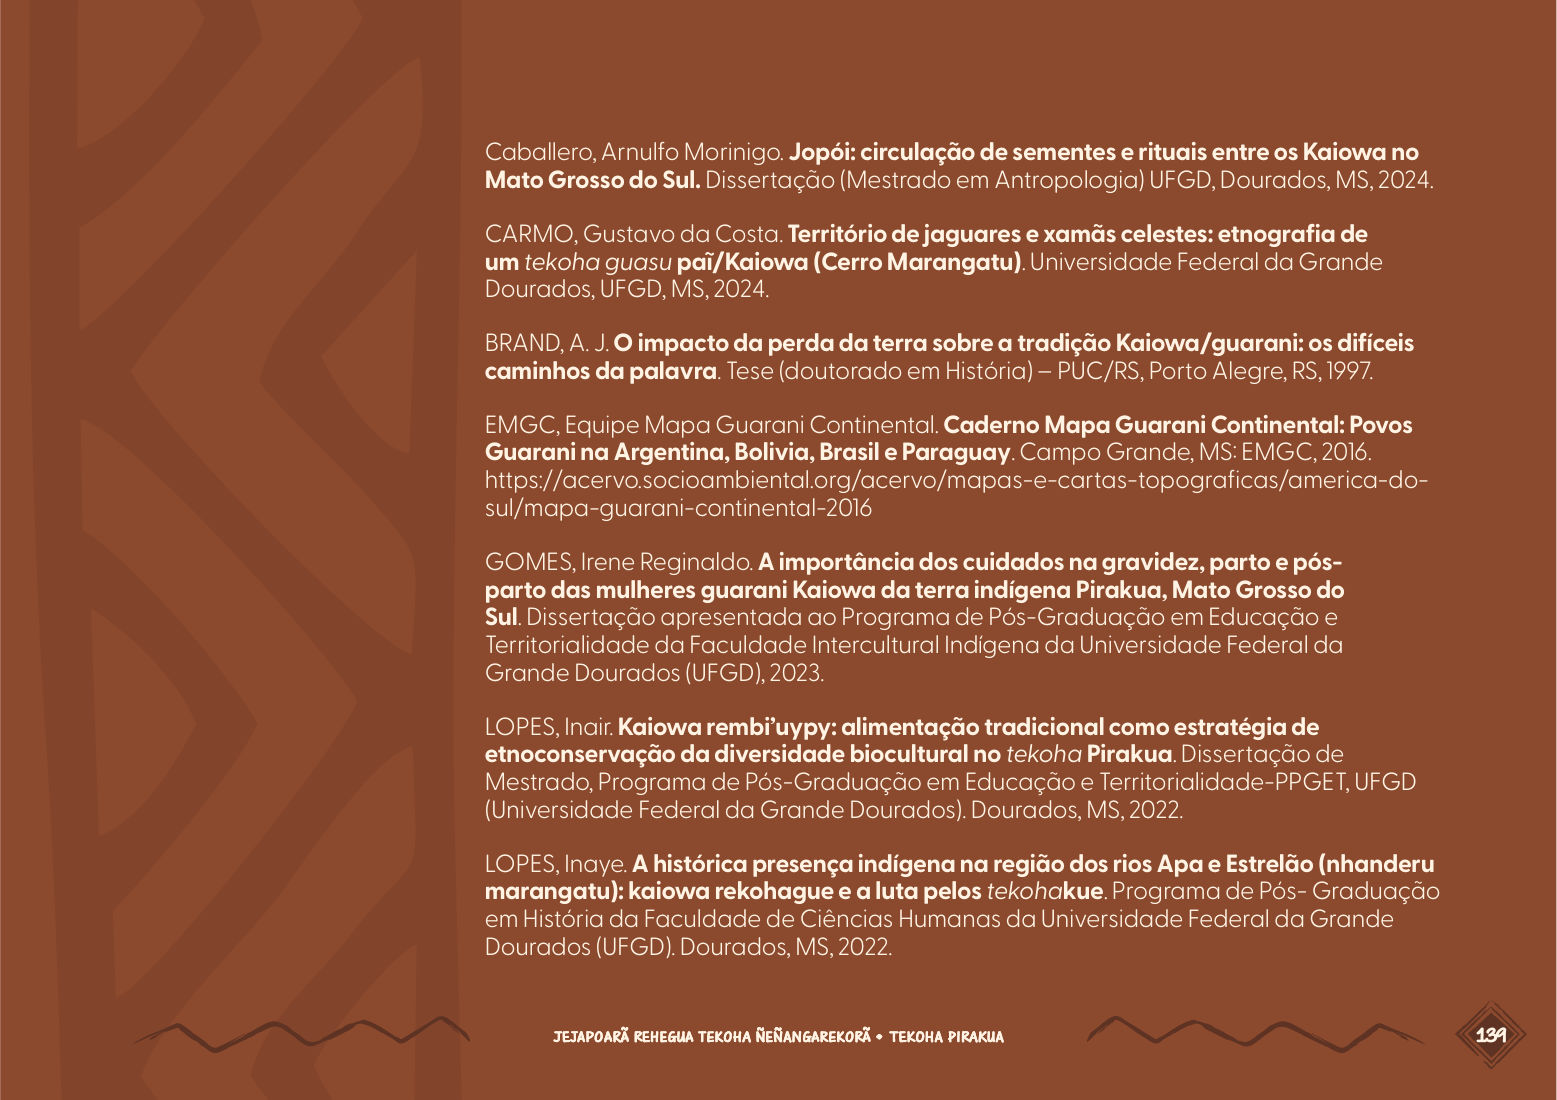 Caballero, Arnulfo Morinigo. Jopói: circulação de sementes e rituais entre os Kaiowa no
Mato Grosso do Sul. Dissertação (Mestrado em Antropologia) UFGD, Dourados, MS, 2024.
CARMO, Gustavo da Costa. Território de jaguares e xamãs celestes: etnografia de
um tekoha guasu paĩ/Kaiowa (Cerro Marangatu). Universidade Federal da Grande
Dourados, UFGD, MS, 2024.
BRAND, A. J. O impacto da perda da terra sobre a tradição Kaiowa/guarani: os difíceis
caminhos da palavra. Tese (doutorado em História) – PUC/RS, Porto Alegre, RS, 1997.
EMGC, Equipe Mapa Guarani Continental. Caderno Mapa Guarani Continental: Povos
Guarani na Argentina, Bolivia, Brasil e Paraguay. Campo Grande, MS: EMGC, 2016.
https://acervo.socioambiental.org/acervo/mapas-e-cartas-topograficas/america-do-
sul/mapa-guarani-continental-2016
GOMES, Irene Reginaldo. A importância dos cuidados na gravidez, parto e pós-
parto das mulheres guarani Kaiowa da terra indígena Pirakua, Mato Grosso do
Sul. Dissertação apresentada ao Programa de Pós-Graduação em Educação e
Territorialidade da Faculdade Intercultural Indígena da Universidade Federal da
Grande Dourados (UFGD), 2023.
LOPES, Inair. Kaiowa rembi’uypy: alimentação tradicional como estratégia de
etnoconservação da diversidade biocultural no tekoha Pirakua. Dissertação de
Mestrado, Programa de Pós-Graduação em Educação e Territorialidade-PPGET, UFGD
(Universidade Federal da Grande Dourados). Dourados, MS, 2022.
LOPES, Inaye. A histórica presença indígena na região dos rios Apa e Estrelão (nhanderu
marangatu): kaiowa rekohague e a luta pelos tekohakue. Programa de Pós- Graduação
em História da Faculdade de Ciências Humanas da Universidade Federal da Grande
Dourados (UFGD). Dourados, MS, 2022.
JEJAPOARÃ REHEGUA TEKOHA ÑEÑANGAREKORÃ • TEKOHA PIRAKUA
139